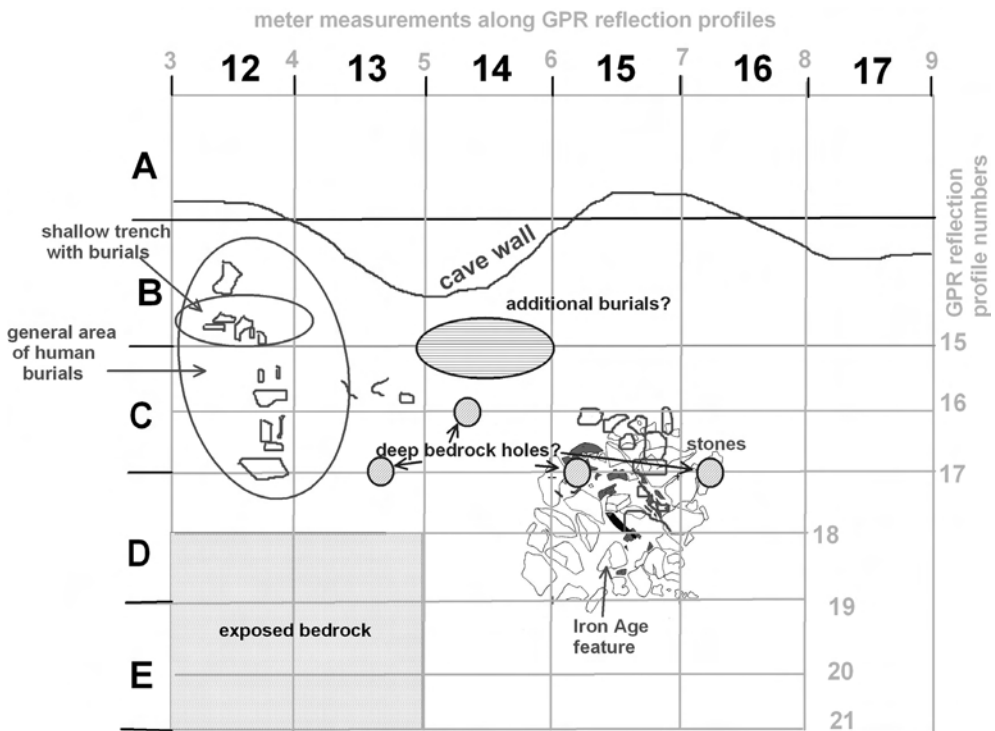 meter measurements along GPR reflection profiles
3 4 5 6 7 8 9
12 13 14 15 16 17
A
GPR reflection
profile numbers
shallow trench
with burials
cave wall
B
additional burials?
general area
of human
burials
15
C
16
deep bedrock holes?
stones
17
18
D
19
exposed bedrock
Iron Age
feature
E
20
21